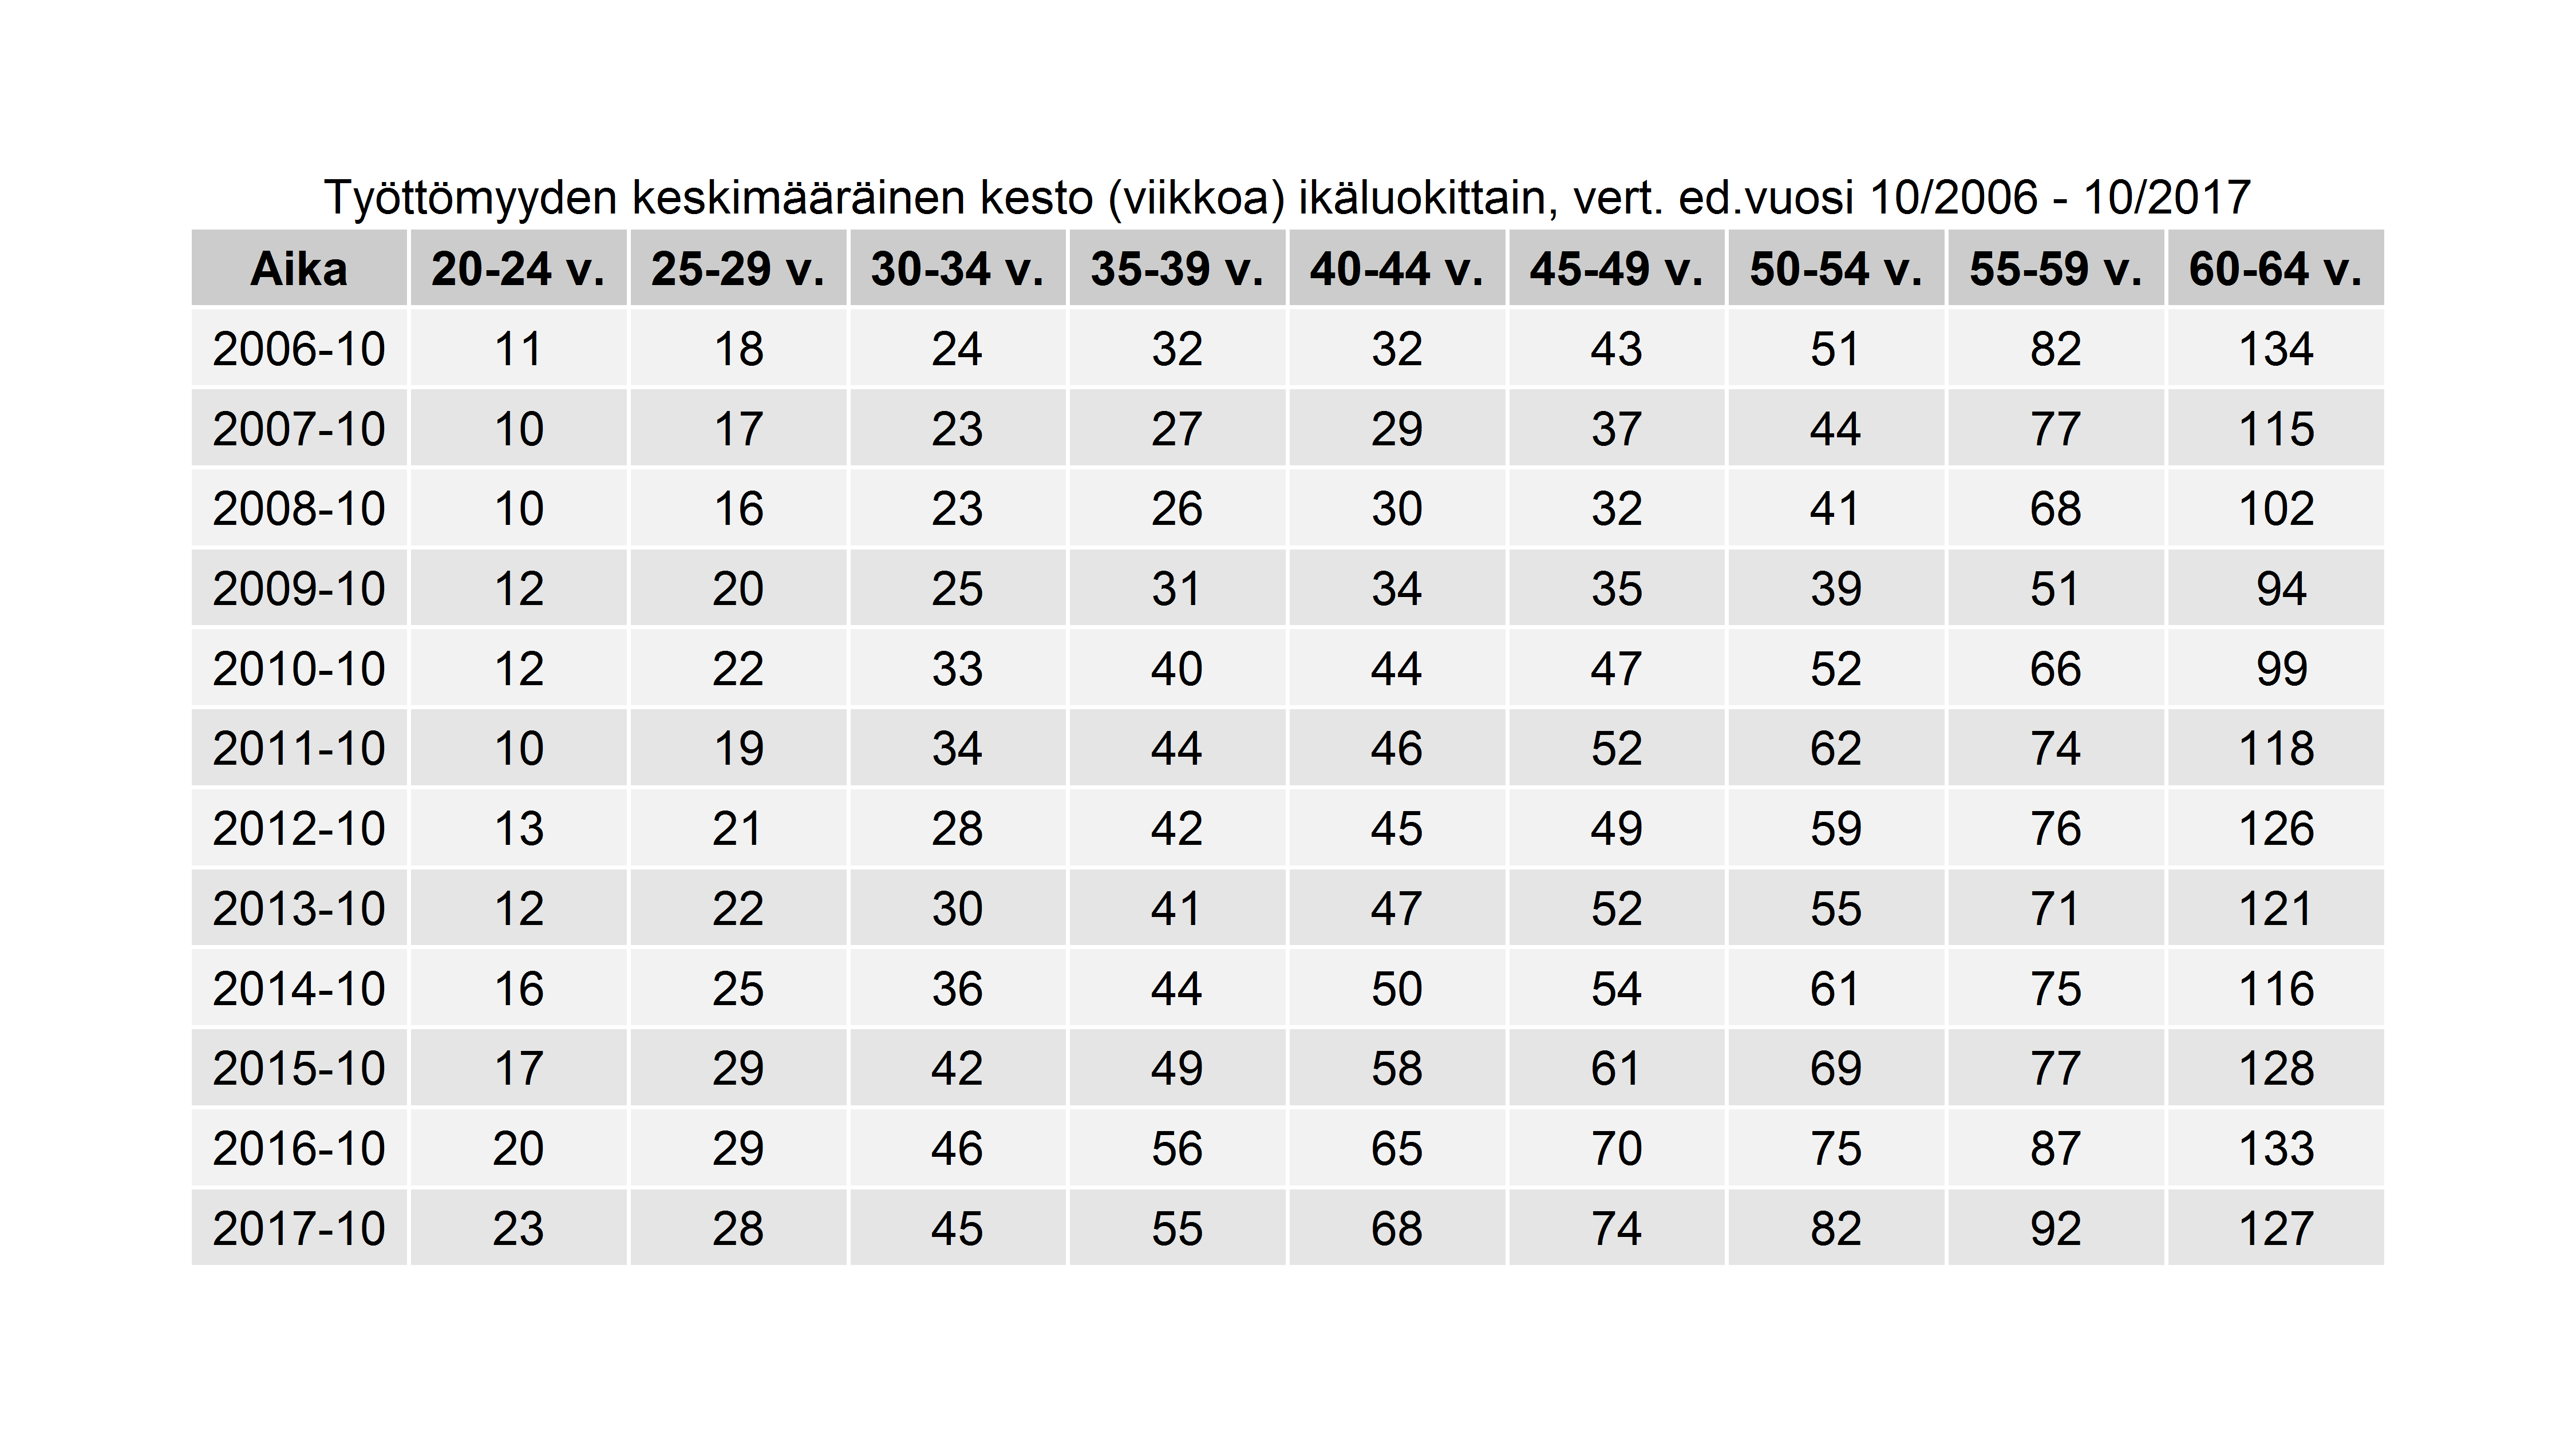 Työttömyyden keskimääräinen kesto (viikkoa) ikäluokittain, vert. ed.vuosi 10/2006 - 10/2017
Aika 20-24 v. 25-29 v. 30-34 v. 35-39 v. 40-44 v. 45-49 v. 50-54 v. 55-59 v. 60-64 v.
2006-10 11 18 24 32 32 43 51 82 134
2007-10 10 17 23 27 29 37 44 77 115
2008-10 10 16 23 26 30 32 41 68 102
2009-10 12 20 25 31 34 35 39 51 94
2010-10 12 22 33 40 44 47 52 66 99
2011-10 10 19 34 44 46 52 62 74 118
2012-10 13 21 28 42 45 49 59 76 126
2013-10 12 22 30 41 47 52 55 71 121
2014-10 16 25 36 44 50 54 61 75 116
2015-10 17 29 42 49 58 61 69 77 128
2016-10 20 29 46 56 65 70 75 87 133
2017-10 23 28 45 55 68 74 82 92 127